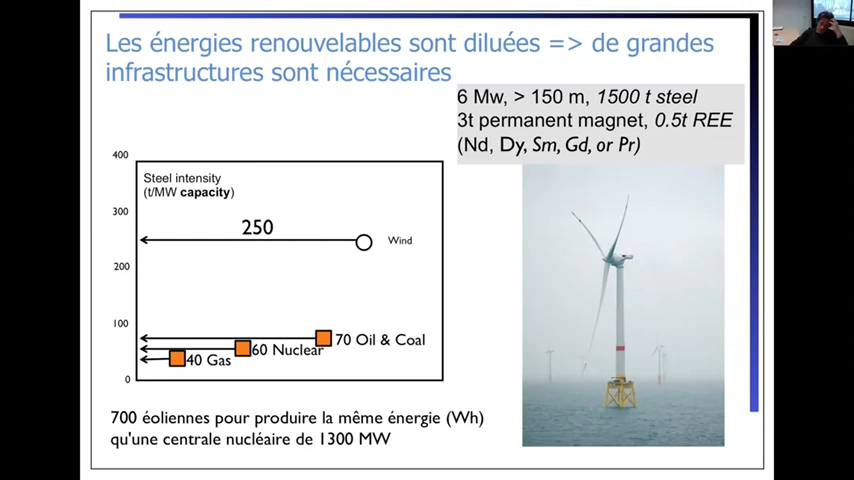 Les énergies renouvelables sont diluées => de grandes
infrastructures sont nécessaires
6 Mw, > 150 m, 1500 t steel
3t permanent magnet, 0.5t REE
(Nd, Dy, Sm, Gd, or Pr)
400
Steel intensity
(t/MW capacity)
300
250
Wind
200
100
70 Oil & Coal
60 Nuclear
40 Gas
0
700 éoliennes pour produire la même énergie (Wh)
qu'une centrale nucléaire de 1300 MW